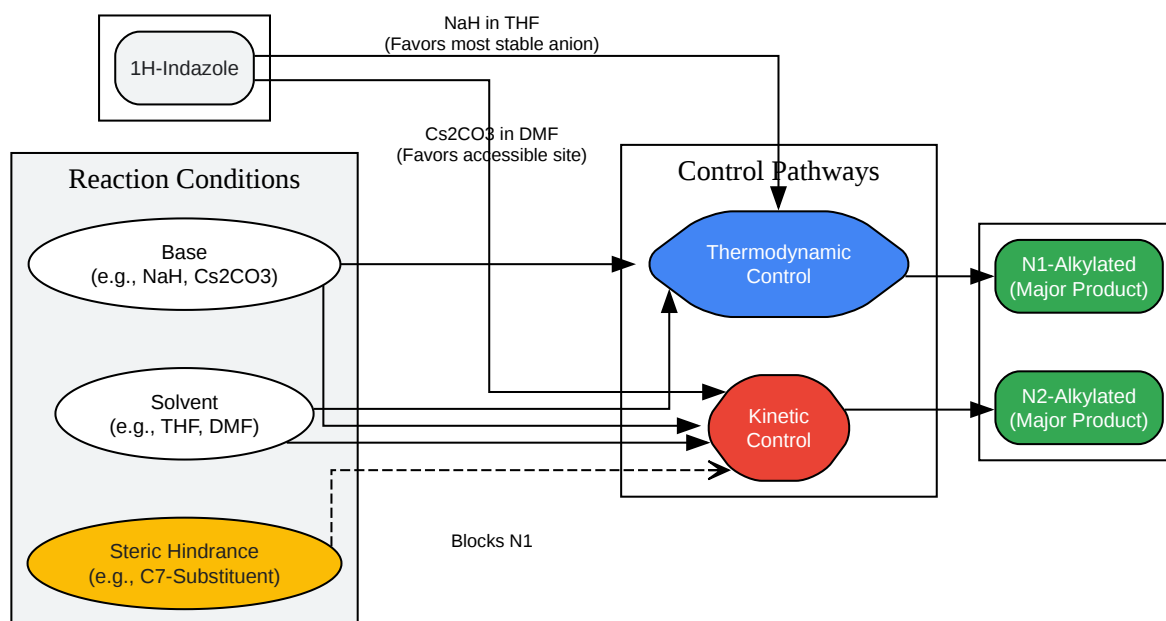 NaH in THF
(Favors most stable anion)
1H-Indazole
Cs2CO3 in DMF
(Favors accessible site)
Reaction Conditions
Base
(e.g., NaH, Cs2CO3)
Solvent
(e.g., THF, DMF)
Steric Hindrance
(e.g., C7-Substituent)
Blocks N1
Control Pathways
Thermodynamic
Control
Kinetic
Control
N1-Alkylated
(Major Product)
N2-Alkylated
(Major Product)